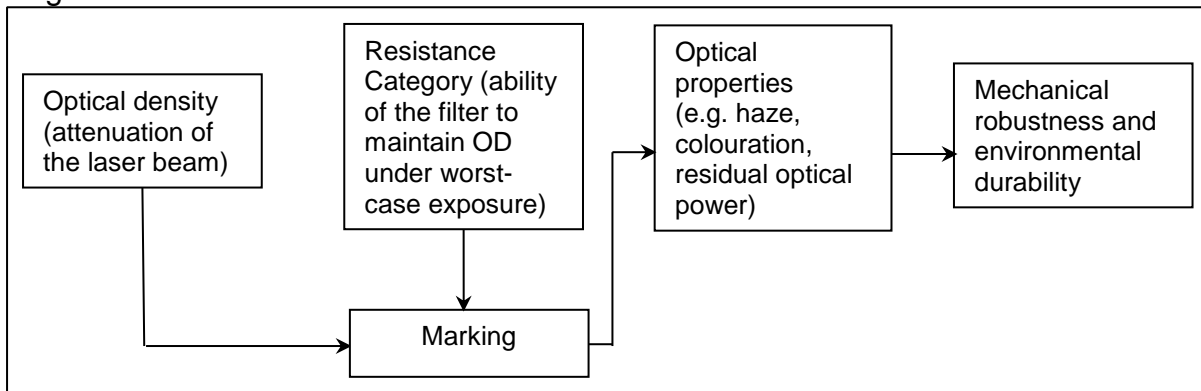 Optical density
(attenuation of
the laser beam)
Resistance
Category (ability
of the filter to
maintain OD
under worst-
case exposure)
Optical
properties
(e.g. haze,
colouration,
residual optical
power)
Mechanical
robustness and
environmental
durability
Marking